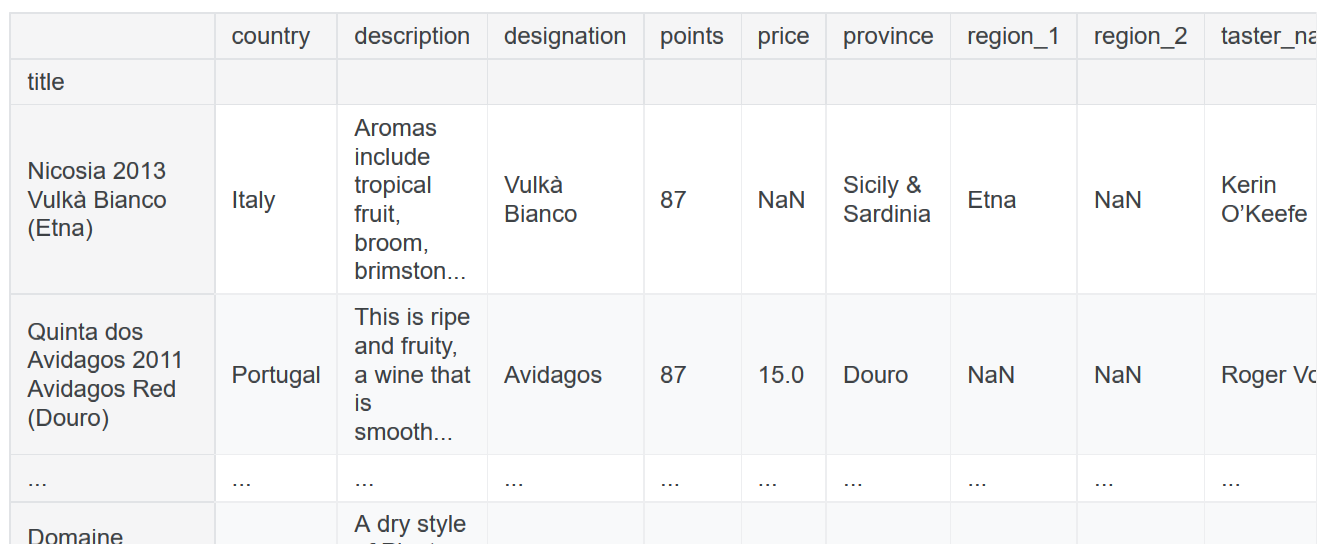 country description designation points price province region_1 region_2
title
Nicosia 2013
Vulkà Bianco
(Etna)
Italy
Aromas
include
tropical
fruit,
broom,
brimston...
Vulkà
Bianco
87
NaN
Sicily &
Sardinia
Etna
NaN
Kerin
O’Keefe
Quinta dos
Avidagos 2011
Avidagos Red
(Douro)
Portugal
This is ripe
and fruity,
a wine that
is
smooth...
Avidagos
87
15.0
Douro
NaN
NaN
Roger
... ... ... ... ... ... ... ... ... ...
Domaine
A dry style